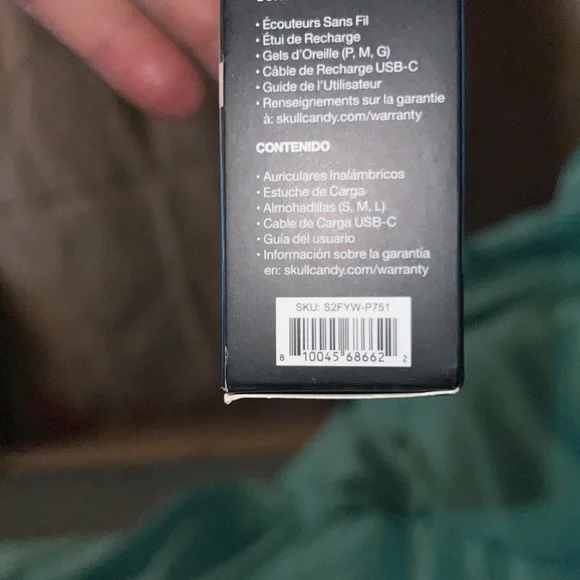 • Écouteurs Sans Fil
• Étui de Recharge
• Gels d'Oreille (P, M, G)
• Câble de Recharge USB-C
• Guide de l'Utilisateur
• Renseignements sur la garantie
à: skullcandy.com/warranty
CONTENIDO
• Auriculares Inalámbricos
• Estuche de Carga
• Almohadillas (S, M, L)
• Cable de Carga USB-C
• Guía del usuario
• Información sobre la garantía
en: skullcandy.com/warranty
SKU: S2FYW-P751
8 10045 68662 2